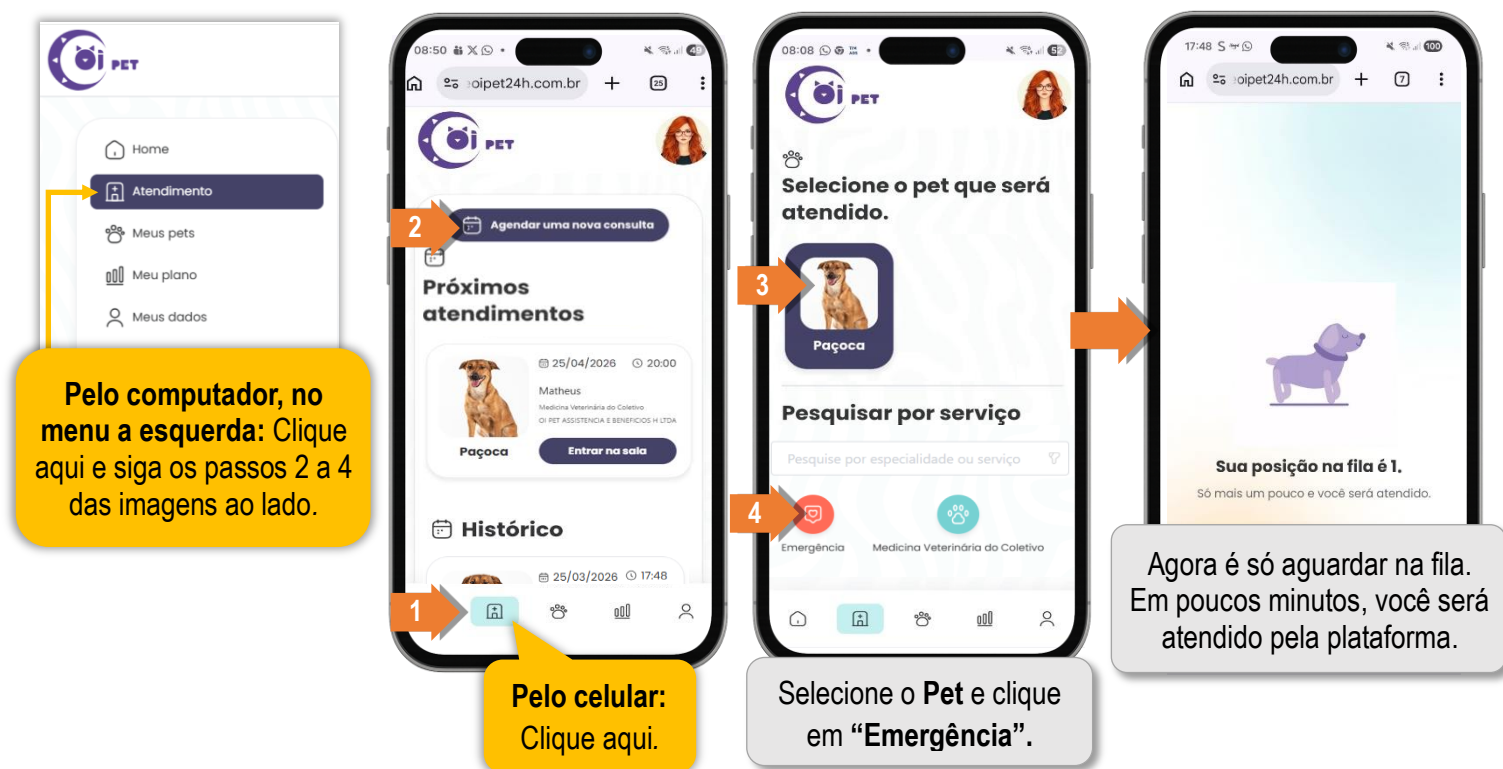 Oi PET
Home
Atendimento
Meus pets
Meu plano
Meus dados
Pelo computador, no
menu a esquerda: Clique
aqui e siga os passos 2 a 4
das imagens ao lado.
08:50
49
oipet24h.com.br
25
Oi PET
2
Agendar uma nova consulta
Próximos
atendimentos
25/04/2026 20:00
Matheus
Medicina Veterinária do Coletivo
OI PET ASSISTENCIA E BENEFICIOS H LTDA
Paçoca
Entrar na sala
Histórico
25/03/2026 17:48
1
Pelo celular:
Clique aqui.
08:08
Oi PET
Selecione o pet que será
atendido.
3
Paçoca
Pesquisar por serviço
Pesquise por especialidade ou serviço
4
Emergência
Medicina Veterinária do Coletivo
Selecione o Pet e clique
em “Emergência”.
17:48
100
oipet24h.com.br
7
Sua posição na fila é 1.
Só mais um pouco e você será atendido.
Agora é só aguardar na fila.
Em poucos minutos, você será
atendido pela plataforma.